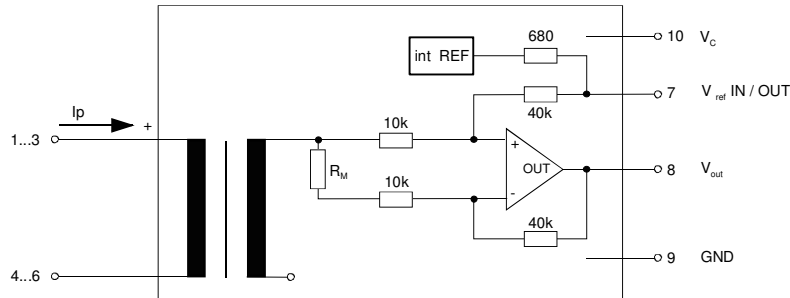 680
10 V_C
int REF
Ip
7 V_ref IN / OUT
+
40k
1...3
10k
+
R_M
10k
OUT
8 V_out
-
40k
9 GND
4...6